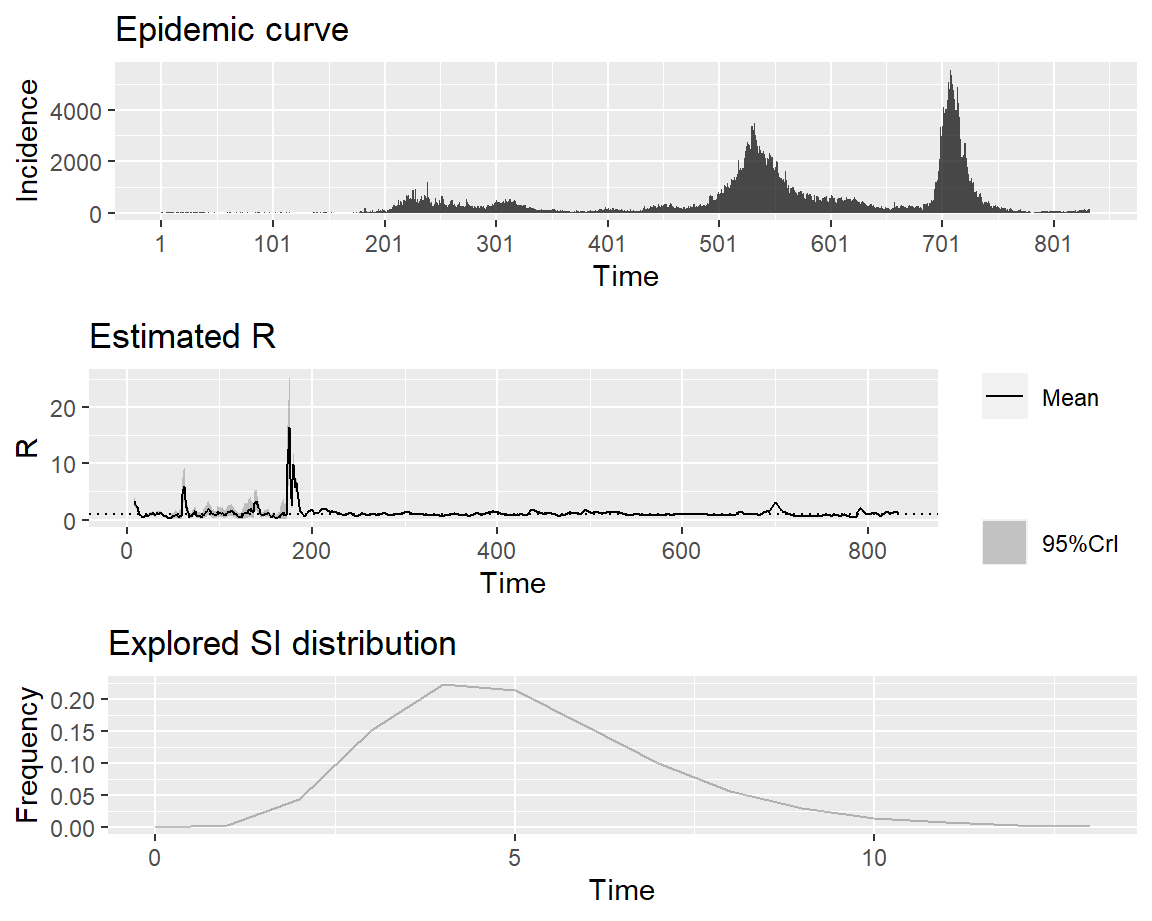 Epidemic curve
Incidence
4000
2000
0
1 101 201 301 401 501 601 701 801
Time
Estimated R
R
20
10
0
0 200 400 600 800
Time
Mean
95%CrI
Explored SI distribution
Frequency
0.20
0.15
0.10
0.05
0.00
0 5 10
Time